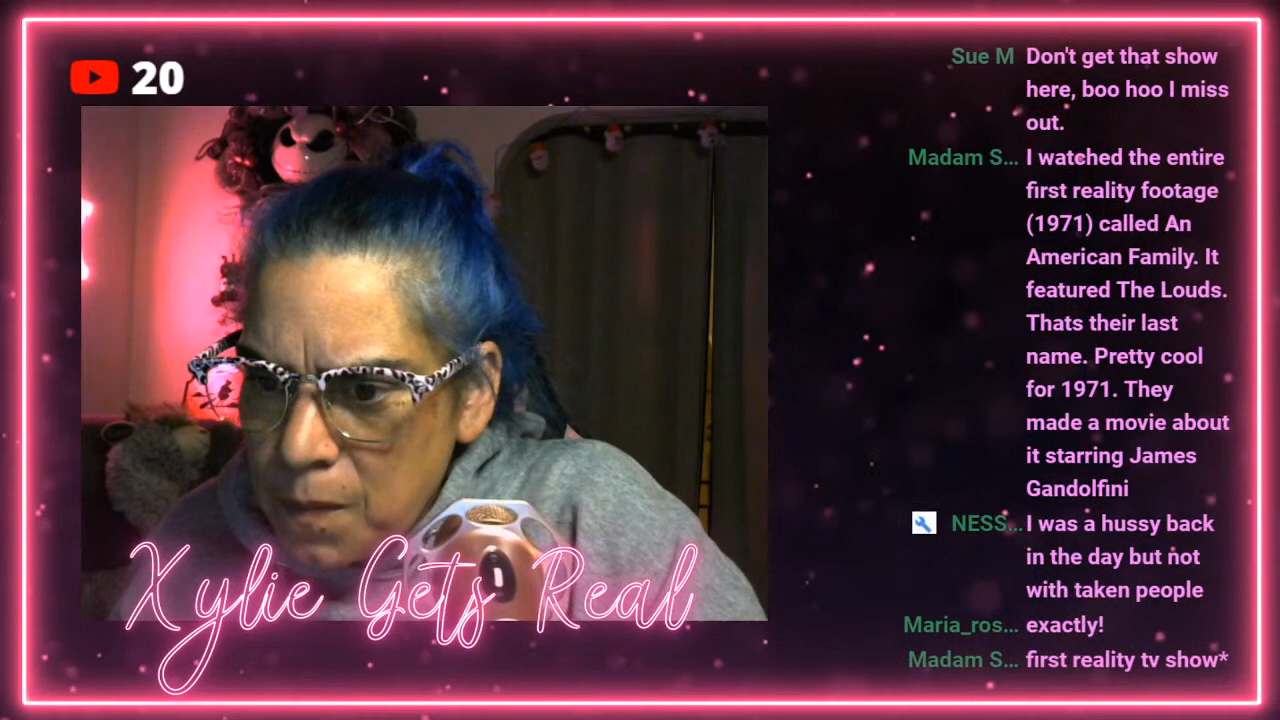 20
Sue M Don't get that show
here, boo hoo I miss
out.
Madam S... I watched the entire
first reality footage
(1971) called An
American Family. It
featured The Louds.
Thats their last
name. Pretty cool
for 1971. They
made a movie about
it starring James
Gandolfini
NESS... I was a hussy back
in the day but not
with taken people
Maria_ros... exactly!
Madam S... first reality tv show*
Xylie Gets Real